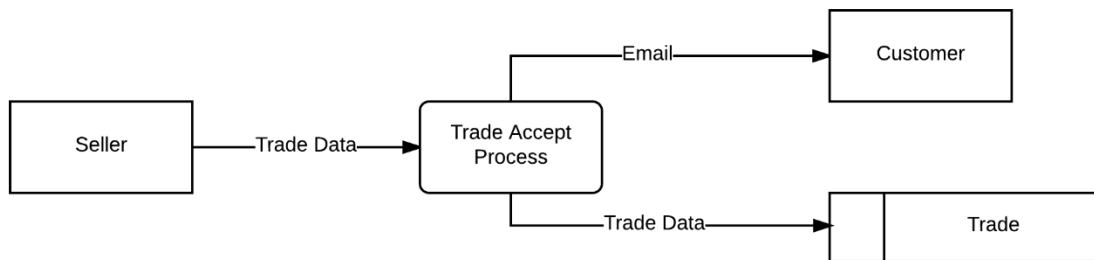 Email
Customer
Seller
Trade Data
Trade Accept
Process
Trade Data
Trade